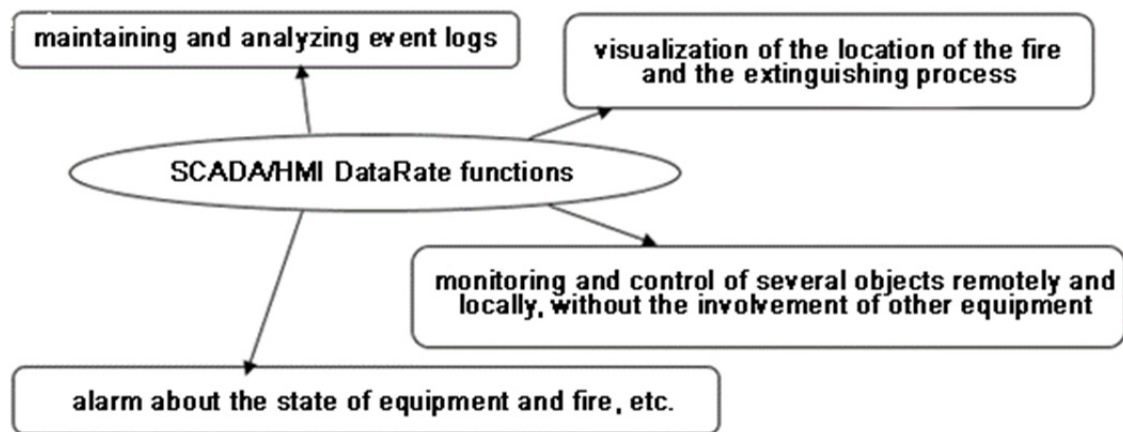 maintaining and analyzing event logs
visualization of the location of the fire
and the extinguishing process
SCADA/HMI DataRate functions
monitoring and control of several objects remotely and
locally, without the involvement of other equipment
alarm about the state of equipment and fire, etc.